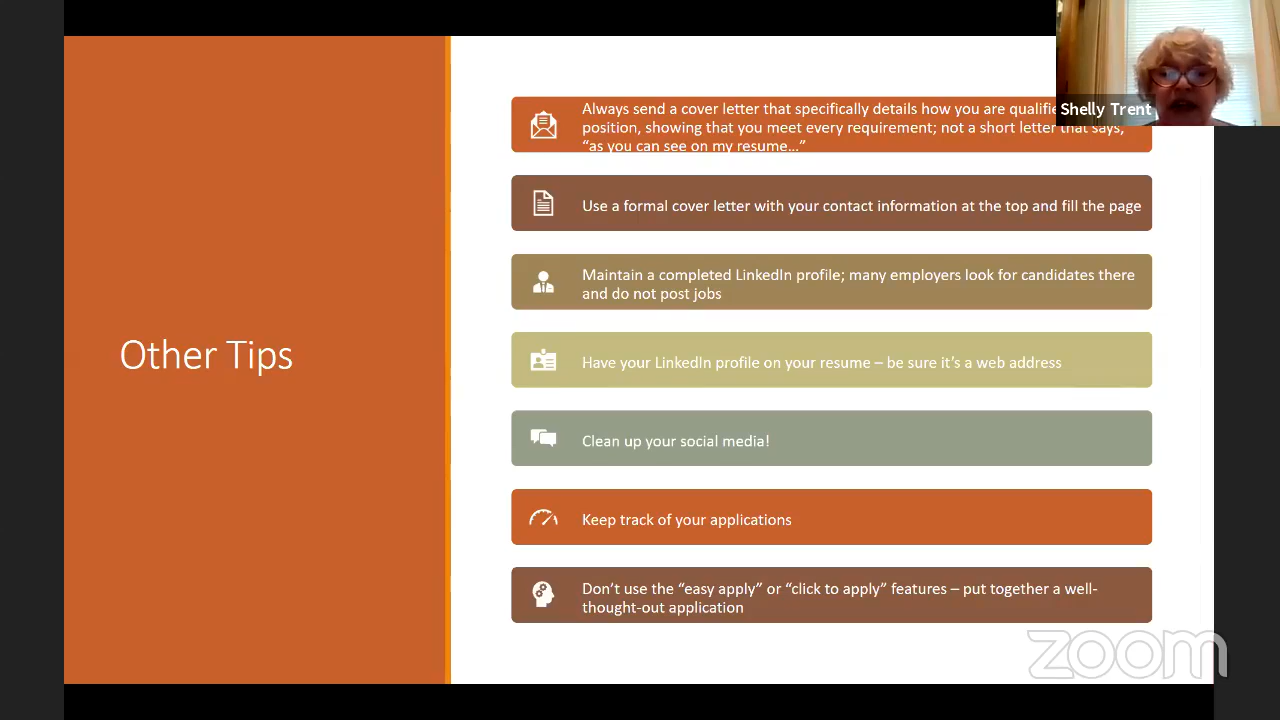 Always send a cover letter that specifically details how you are
position, showing that you meet every requirement; not a short letter that says,
“as you can see on my resume…”
Shelly Trent
Use a formal cover letter with your contact information at the top and fill the page
Maintain a completed LinkedIn profile; many employers look for candidates there
and do not post jobs
Other Tips
Have your LinkedIn profile on your resume – be sure it’s a web address
Clean up your social media!
Keep track of your applications
Don’t use the “easy apply” or “click to apply” features – put together a well-
thought-out application
zoom